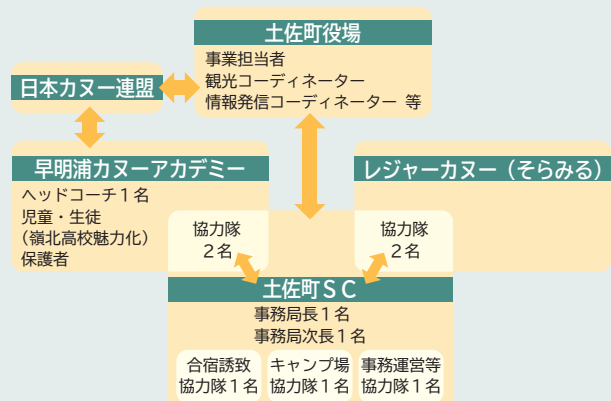 土佐町役場
事業担当者
観光コーディネーター
情報発信コーディネーター 等
日本カヌー連盟
早明浦カヌーアカデミー
ヘッドコーチ1名
児童・生徒
(嶺北高校魅力化)
保護者
協力隊
2名
レジャーカヌー(そらみる)
協力隊
2名
土佐町SC
事務局長1名
事務局次長1名
合宿誘致
協力隊1名
キャンプ場
協力隊1名
事務運営等
協力隊1名